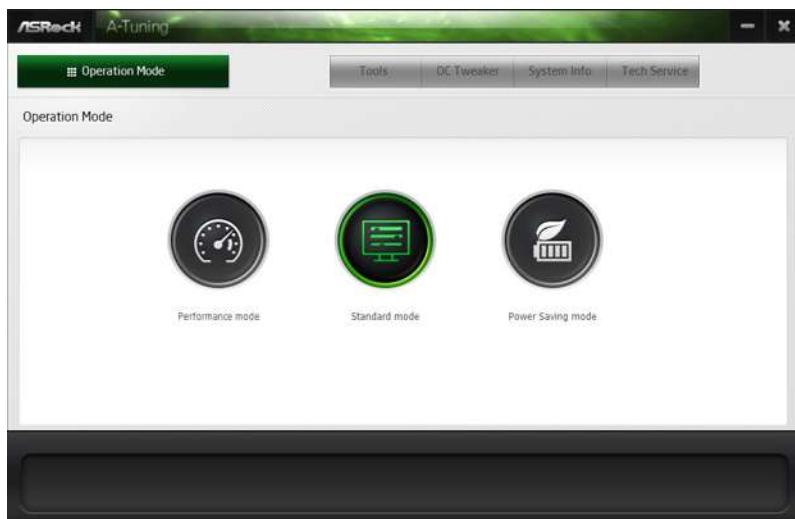 ASRock A-Tuning
Operation Mode Tools OC Tweaker System Info Tech Service
Operation Mode
Performance mode Standard mode Power Saving mode